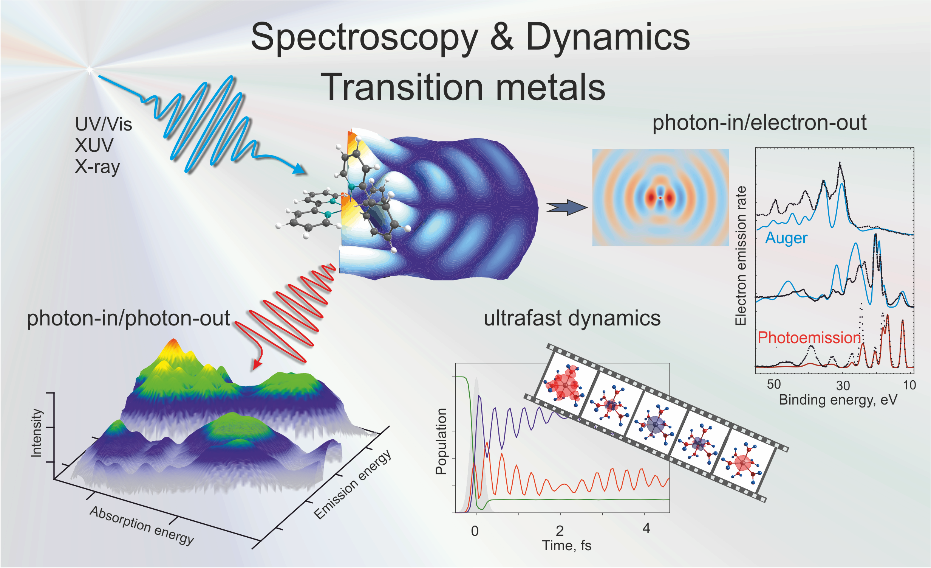 Spectroscopy & Dynamics
Transition metals
UV/Vis
XUV
X-ray
photon-in/electron-out
Electron emission rate
Auger
Photoemission
50 30 10
Binding energy, eV
photon-in/photon-out
Intensity
Absorption energy
Emission energy
ultrafast dynamics
Population
0 2 4
Time, fs